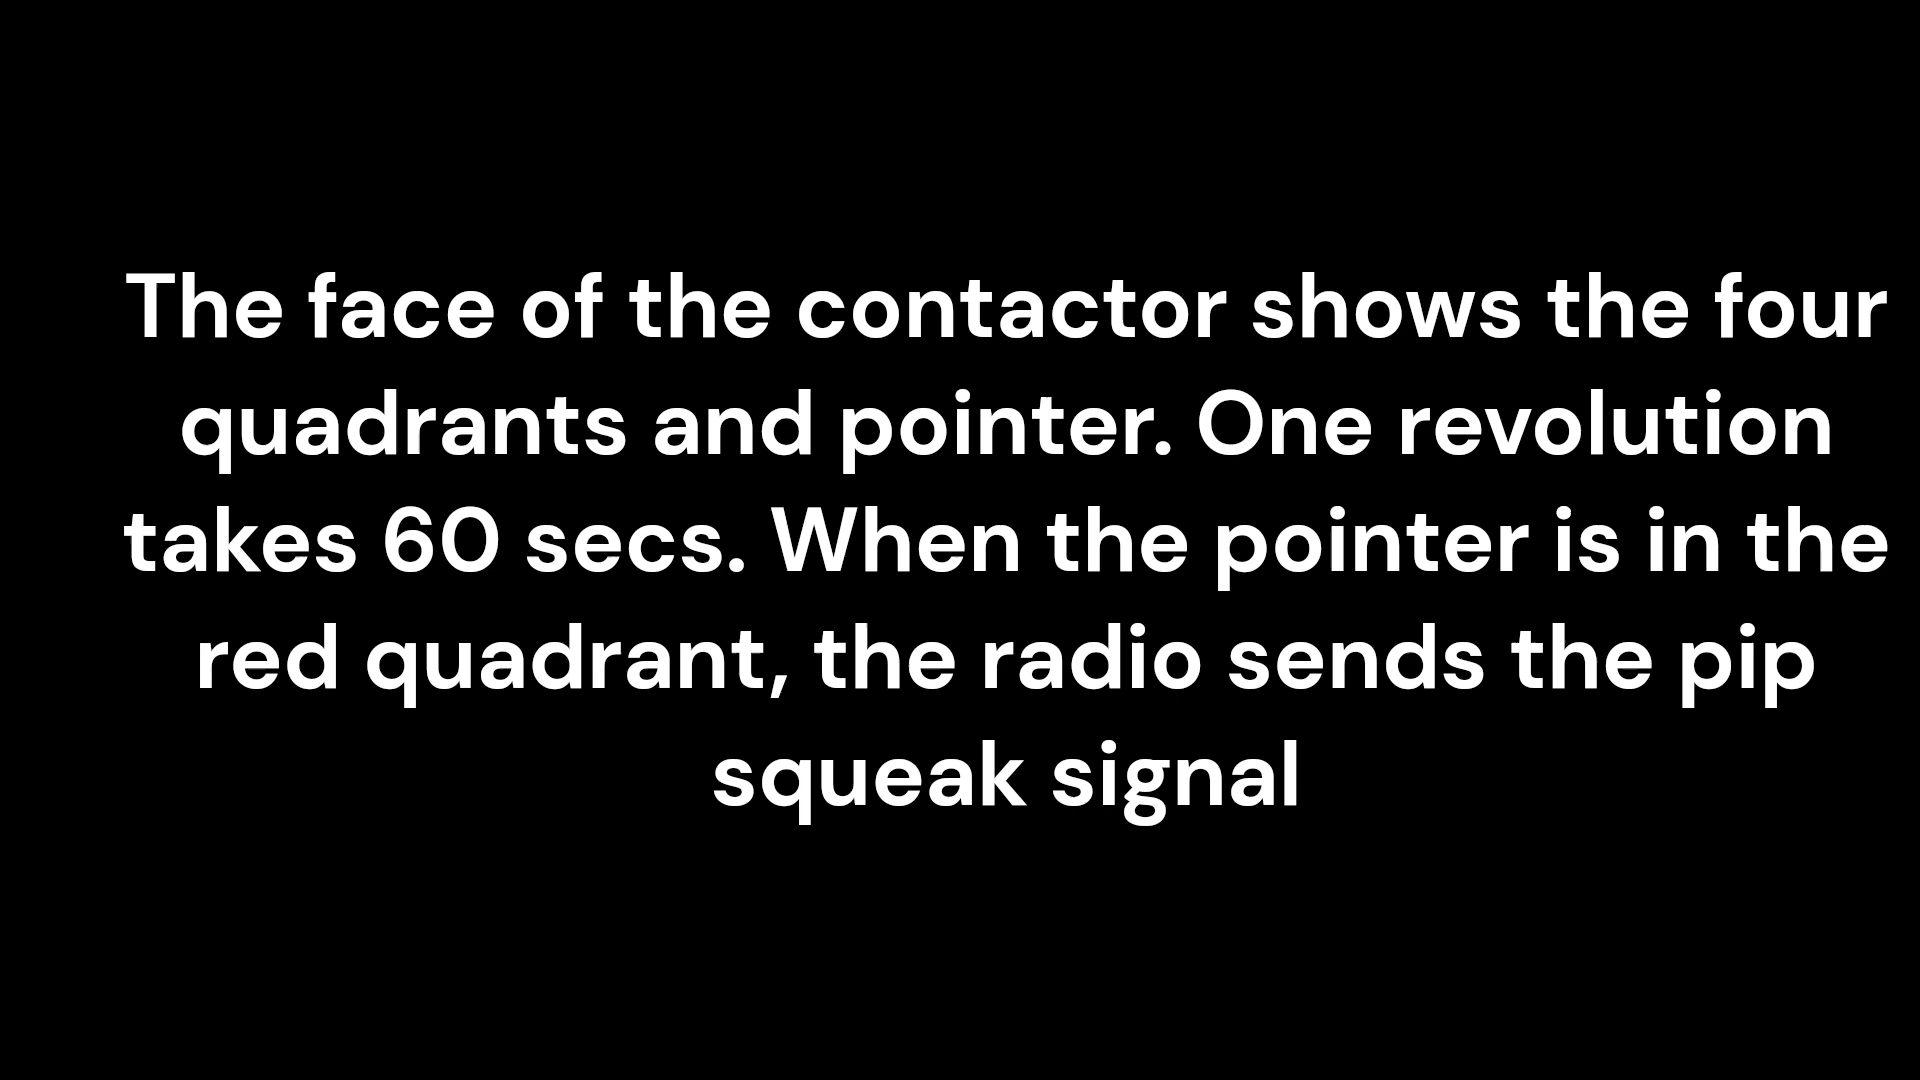 The face of the contactor shows the four
quadrants and pointer. One revolution
takes 60 secs. When the pointer is in the
red quadrant, the radio sends the pip
squeak signal